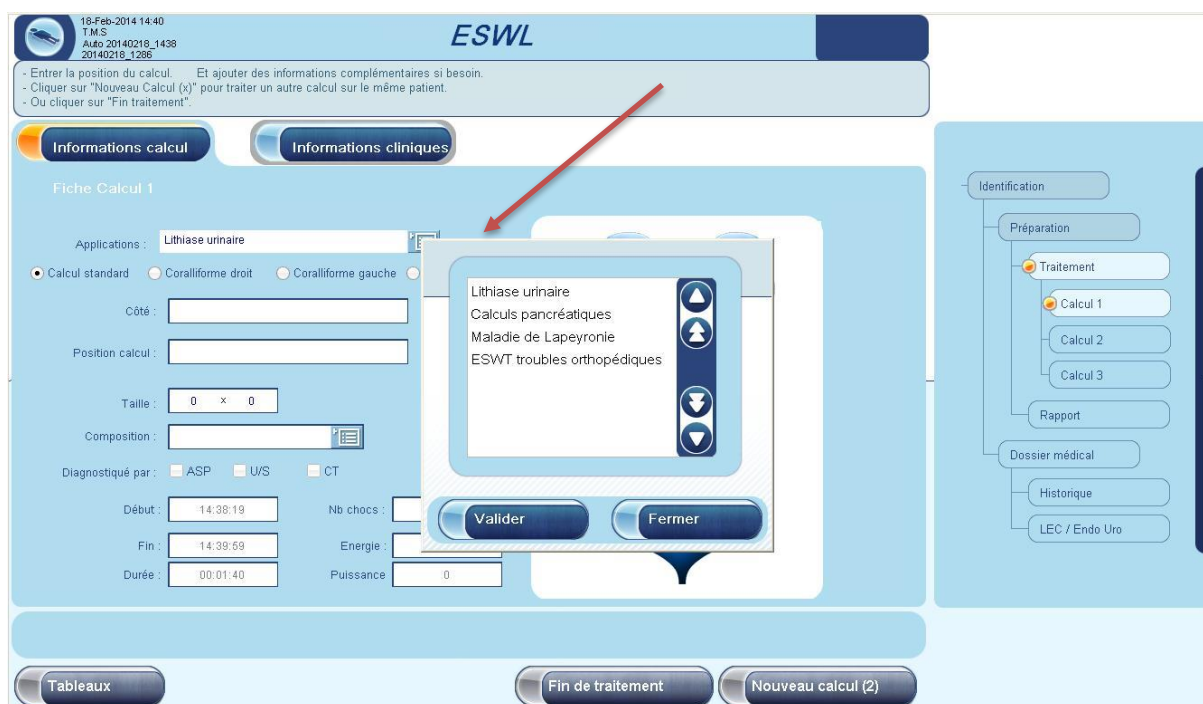 18-Feb-2014 14:40
T.M.S
Auto 20140218_1438
20140218_1286
ESWL
- Entrer la position du calcul. Et ajouter des informations complémentaires si besoin.
- Cliquer sur "Nouveau Calcul (x)" pour traiter un autre calcul sur le même patient.
- Ou cliquer sur "Fin traitement".
Informations calcul
Informations cliniques
Fiche Calcul 1
Applications : Lithiase urinaire
Calcul standard Coralliforme droit Coralliforme gauche
Côté :
Position calcul :
Taille : 0 x 0
Composition :
Diagnostiqué par : ASP U/S CT
Début : 14:38:19 Nb chocs :
Fin : 14:39:59 Energie :
Durée : 00:01:40 Puissance 0
Lithiase urinaire
Calculs pancréatiques
Maladie de Lapeyronie
ESWT troubles orthopédiques
Valider
Fermer
Identification
Préparation
Traitement
Calcul 1
Calcul 2
Calcul 3
Rapport
Dossier médical
Historique
LEC / Endo Uro
Tableaux
Fin de traitement
Nouveau calcul (2)